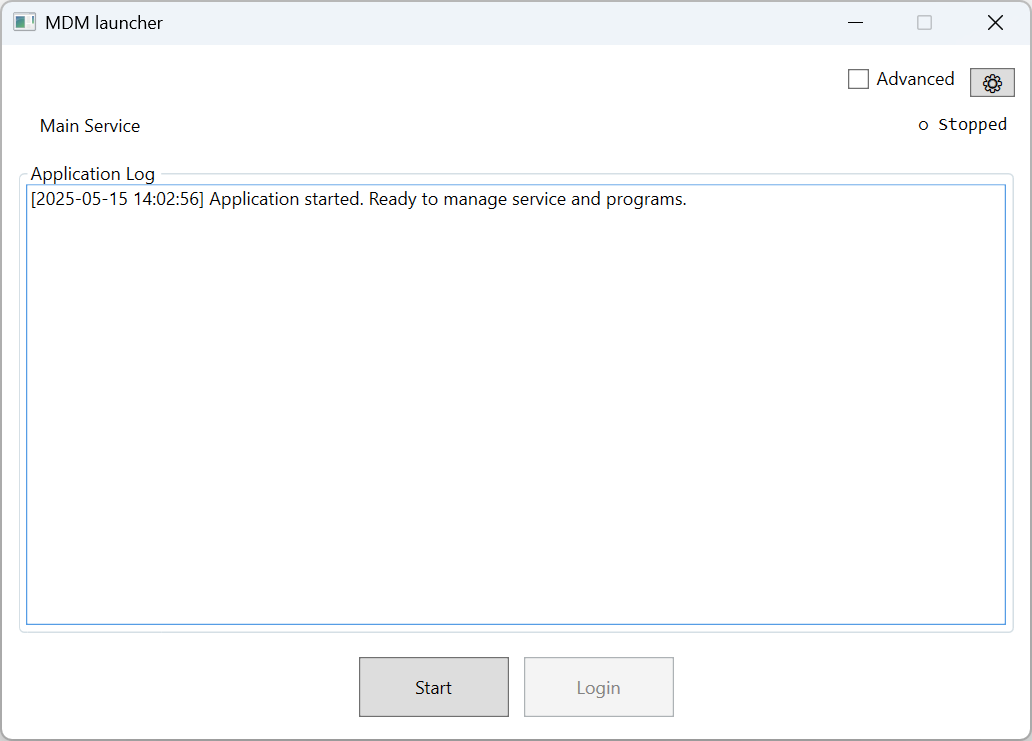 MDM launcher
Advanced
Main Service
o Stopped
Application Log
[2025-05-15 14:02:56] Application started. Ready to manage service and programs.
Start
Login